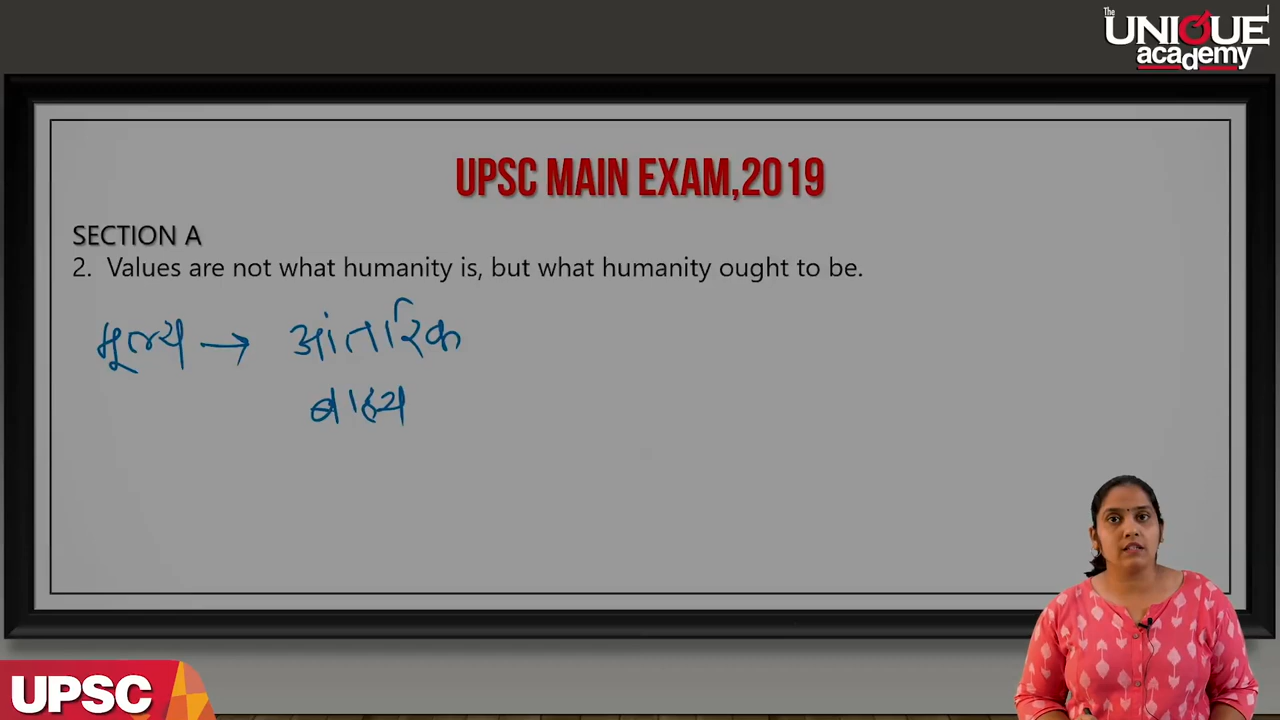 The
UNIQUE
academy
UPSC MAIN EXAM,2019
SECTION A
2. Values are not what humanity is, but what humanity ought to be.
मूल्य → आंतरिक
बाह्य
UPSC